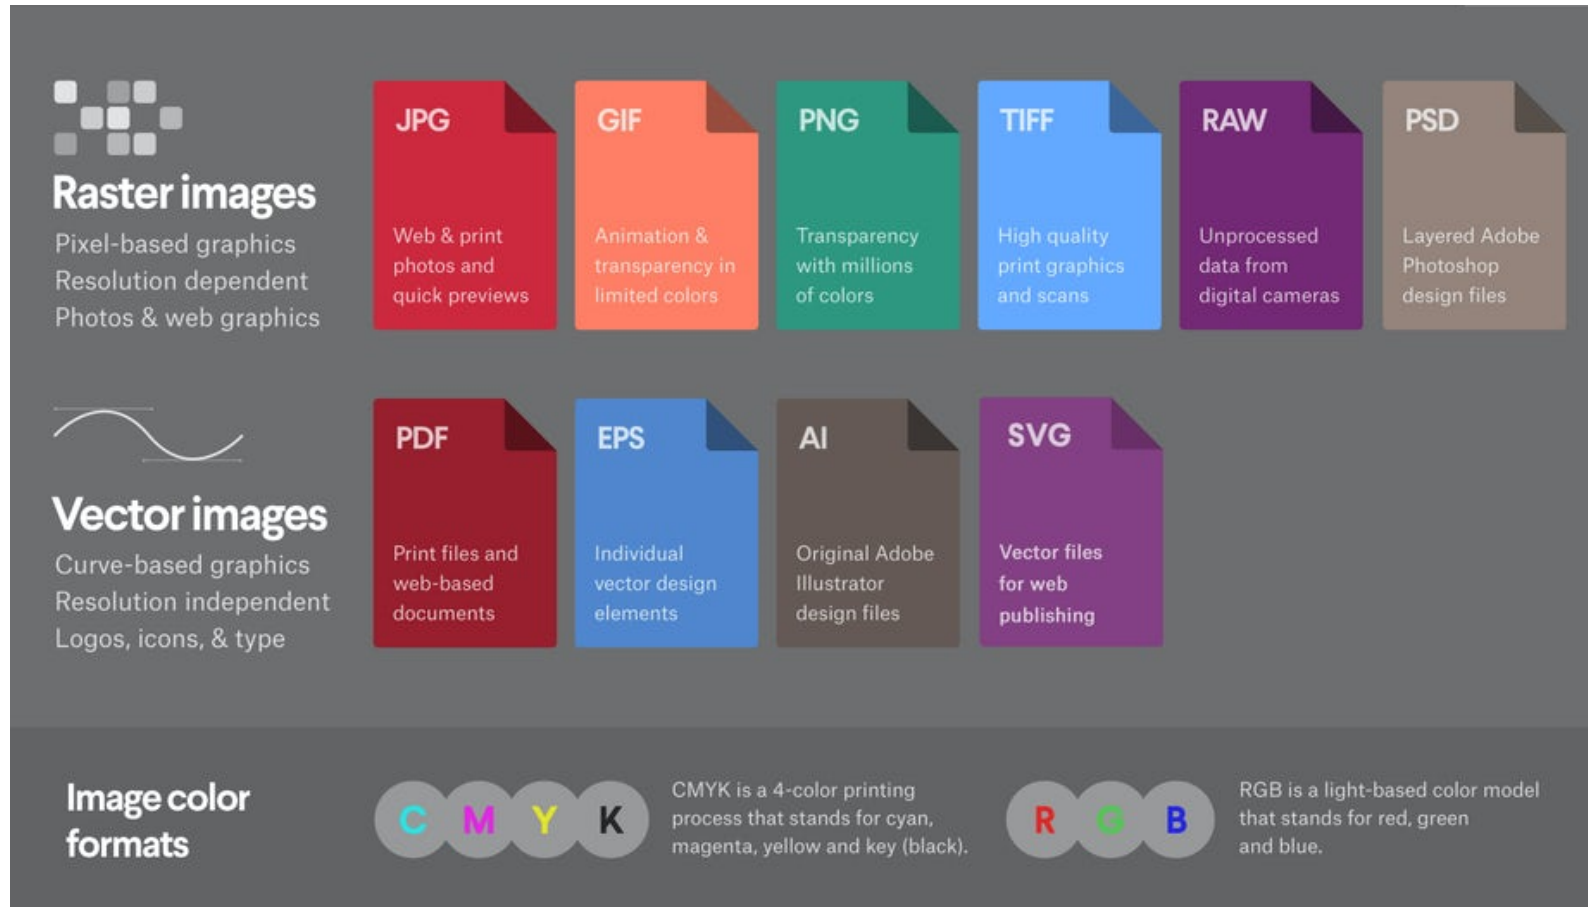 Raster images
Pixel-based graphics
Resolution dependent
Photos & web graphics
JPG
Web & print
photos and
quick previews
GIF
Animation &
transparency in
limited colors
PNG
Transparency
with millions
of colors
TIFF
High quality
print graphics
and scans
RAW
Unprocessed
data from
digital cameras
PSD
Layered Adobe
Photoshop
design files
Vector images
Curve-based graphics
Resolution independent
Logos, icons, & type
PDF
Print files and
web-based
documents
EPS
Individual
vector design
elements
AI
Original Adobe
Illustrator
design files
SVG
Vector files
for web
publishing
Image color
formats
C M Y K
CMYK is a 4-color printing
process that stands for cyan,
magenta, yellow and key (black).
R G B
RGB is a light-based color model
that stands for red, green
and blue.